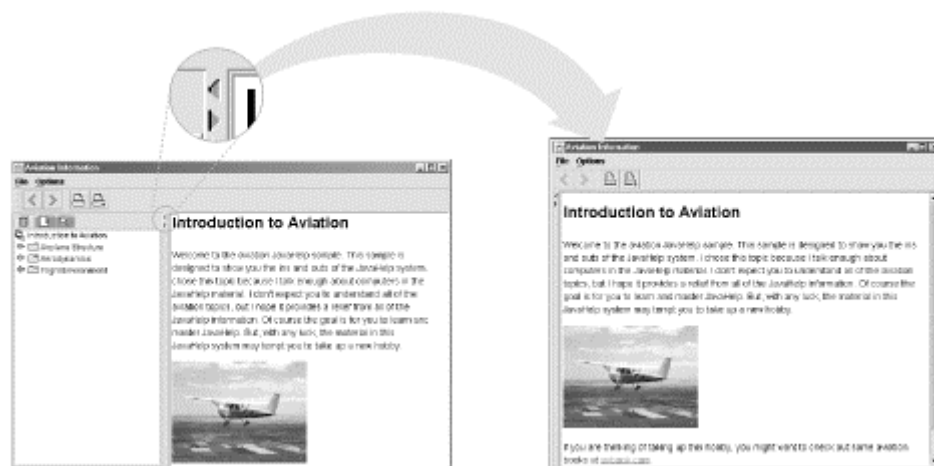 Aviation Information
File Options
Introduction to Aviation
Airplane Structure
Aerodynamics
Flight Environment
Introduction to Aviation
Welcome to the aviation JavaHelp sample. This sample is
designed to show you the ins and outs of the JavaHelp system.
I chose this topic because I talk enough about computers in the
JavaHelp material. I don't expect you to understand all of the
aviation topics, but I hope it provides a relief from all of the
JavaHelp information. Of course the goal is for you to learn and
master JavaHelp. But, with any luck, the material in this
JavaHelp system may tempt you to take up a new hobby.
Aviation Information
File Options
Introduction to Aviation
Welcome to the aviation JavaHelp sample. This sample is designed to show you the ins
and outs of the JavaHelp system. I chose this topic because I talk enough about
computers in the JavaHelp material. I don't expect you to understand all of the aviation
topics, but I hope it provides a relief from all of the JavaHelp information. Of course the
goal is for you to learn and master JavaHelp. But, with any luck, the material in this
JavaHelp system may tempt you to take up a new hobby.
If you are thinking of taking up this hobby, you might want to check out some aviation
books at